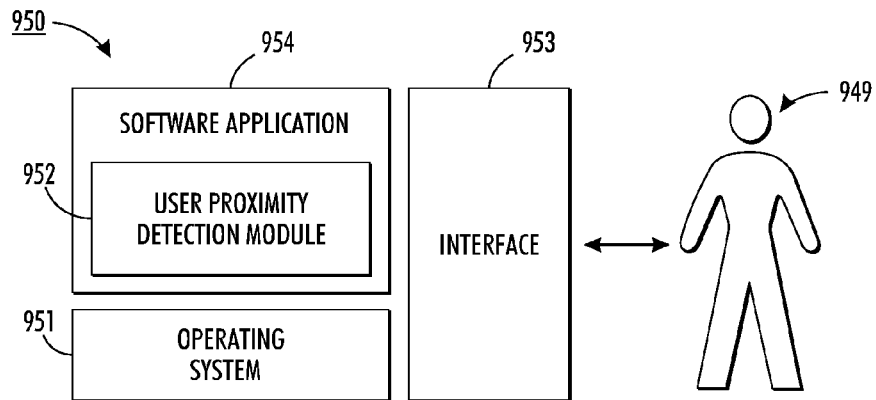 950
954
953
949
SOFTWARE APPLICATION
952
USER PROXIMITY
DETECTION MODULE
INTERFACE
951
OPERATING
SYSTEM